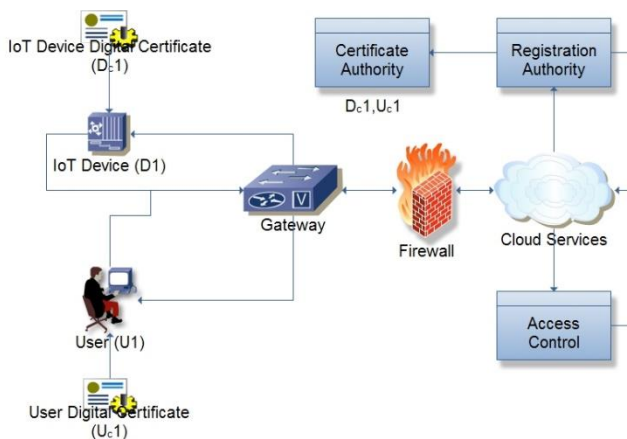 IoT Device Digital Certificate
(Dc1)
IoT Device (D1)
User (U1)
User Digital Certificate
(Uc1)
Gateway
V
Firewall
Certificate
Authority
Dc1,Uc1
Registration
Authority
Cloud Services
Access
Control